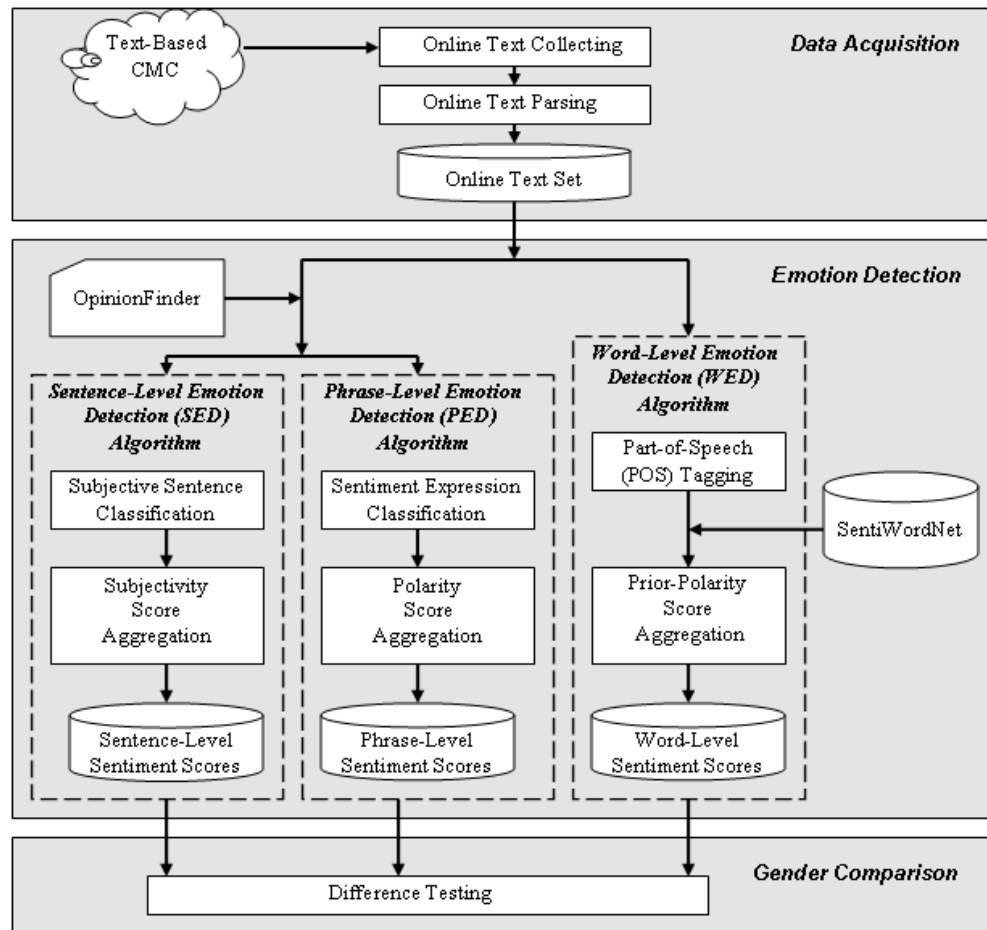 Text-Based
CMC
Online Text Collecting
Data Acquisition
Online Text Parsing
Online Text Set
Emotion Detection
OpinionFinder
Sentence-Level Emotion
Detection (SED)
Algorithm
Subjective Sentence
Classification
Subjectivity
Score
Aggregation
Sentence-Level
Sentiment Scores
Phrase-Level Emotion
Detection (PED)
Algorithm
Sentiment Expression
Classification
Polarity
Score
Aggregation
Phrase-Level
Sentiment Scores
Word-Level Emotion
Detection (WED)
Algorithm
Part-of-Speech
(POS) Tagging
SentiWordNet
Prior-Polarity
Score
Aggregation
Word-Level
Sentiment Scores
Gender Comparison
Difference Testing